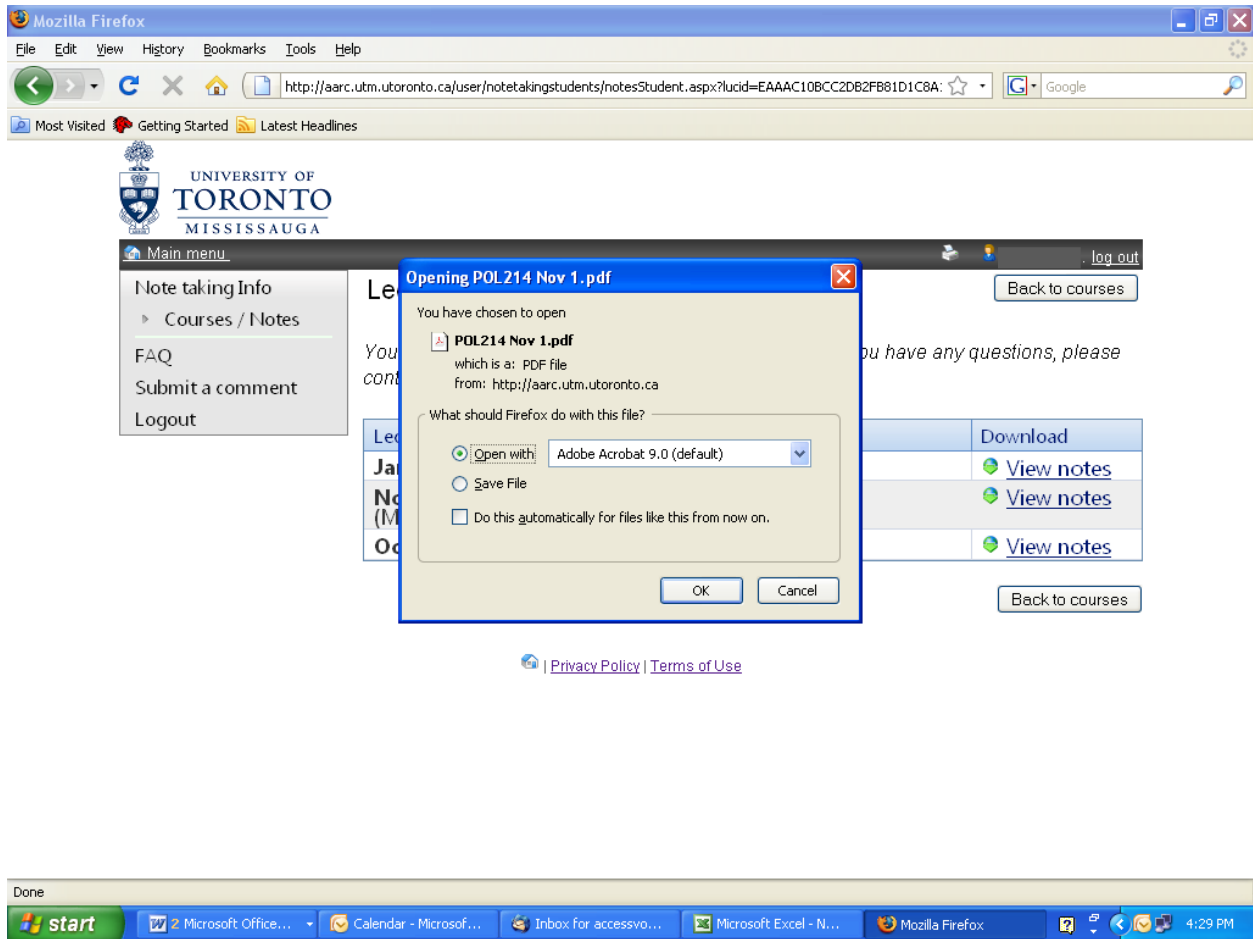 Mozilla Firefox
File Edit View History Bookmarks Tools Help
http://aarc.utm.utoronto.ca/user/notetakingstudents/notesStudent.aspx?lucid=EAAAC10BCC2DB2FB81D1C8A: G Google
Most Visited Getting Started Latest Headlines
UNIVERSITY OF
TORONTO
MISSISSAUGA
Main menu . log out
Note taking Info
Courses / Notes
FAQ
Submit a comment
Logout
Le
Back to courses
You ou have any questions, please
cont
Opening POL214 Nov 1.pdf
You have chosen to open
POL214 Nov 1.pdf
which is a: PDF file
from: http://aarc.utm.utoronto.ca
What should Firefox do with this file?
Open with Adobe Acrobat 9.0 (default)
Save File
Do this automatically for files like this from now on.
OK Cancel
Lec Download
Jan View notes
No View notes
(M
Oc View notes
Back to courses
| Privacy Policy | Terms of Use
Done
start 2 Microsoft Office... Calendar - Microsof... Inbox for accessvo... Microsoft Excel - N... Mozilla Firefox 4:29 PM